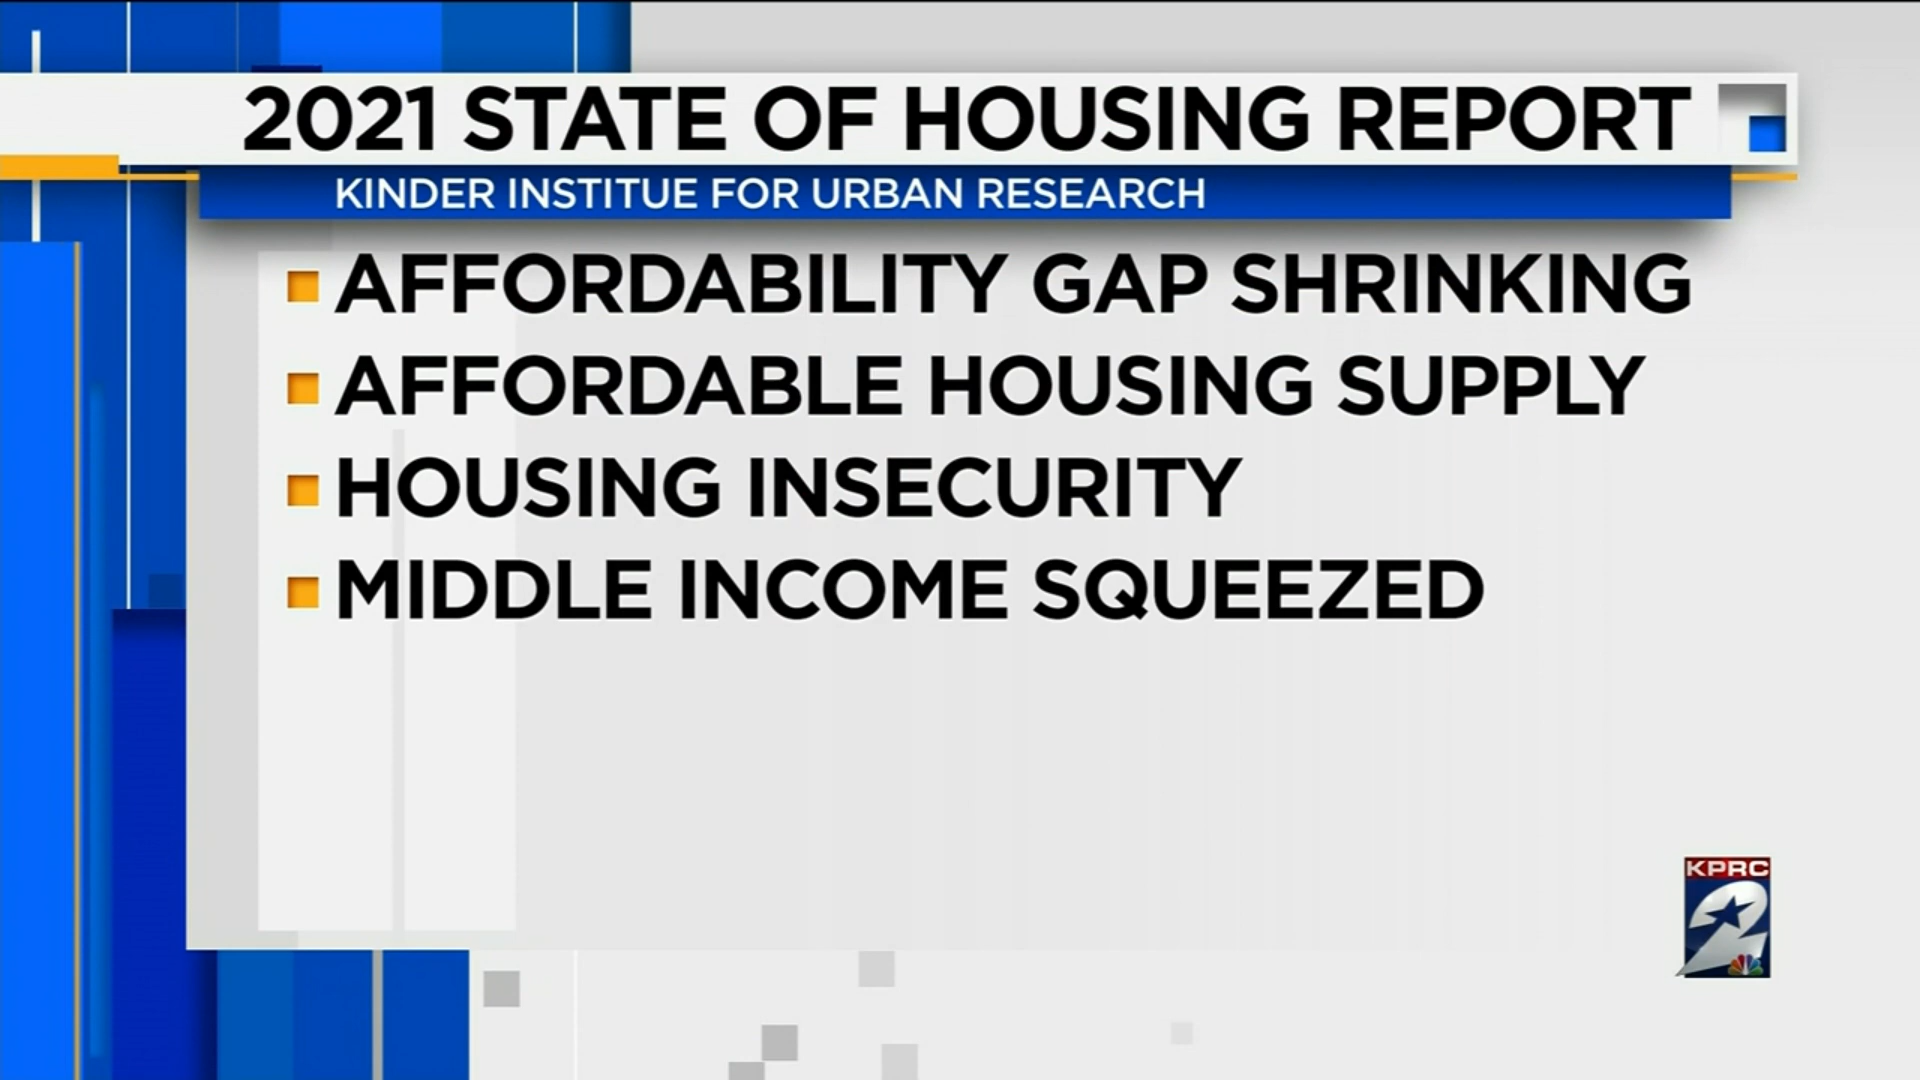 2021 STATE OF HOUSING REPORT
KINDER INSTITUE FOR URBAN RESEARCH
AFFORDABILITY GAP SHRINKING
AFFORDABLE HOUSING SUPPLY
HOUSING INSECURITY
MIDDLE INCOME SQUEEZED
KPRC
2